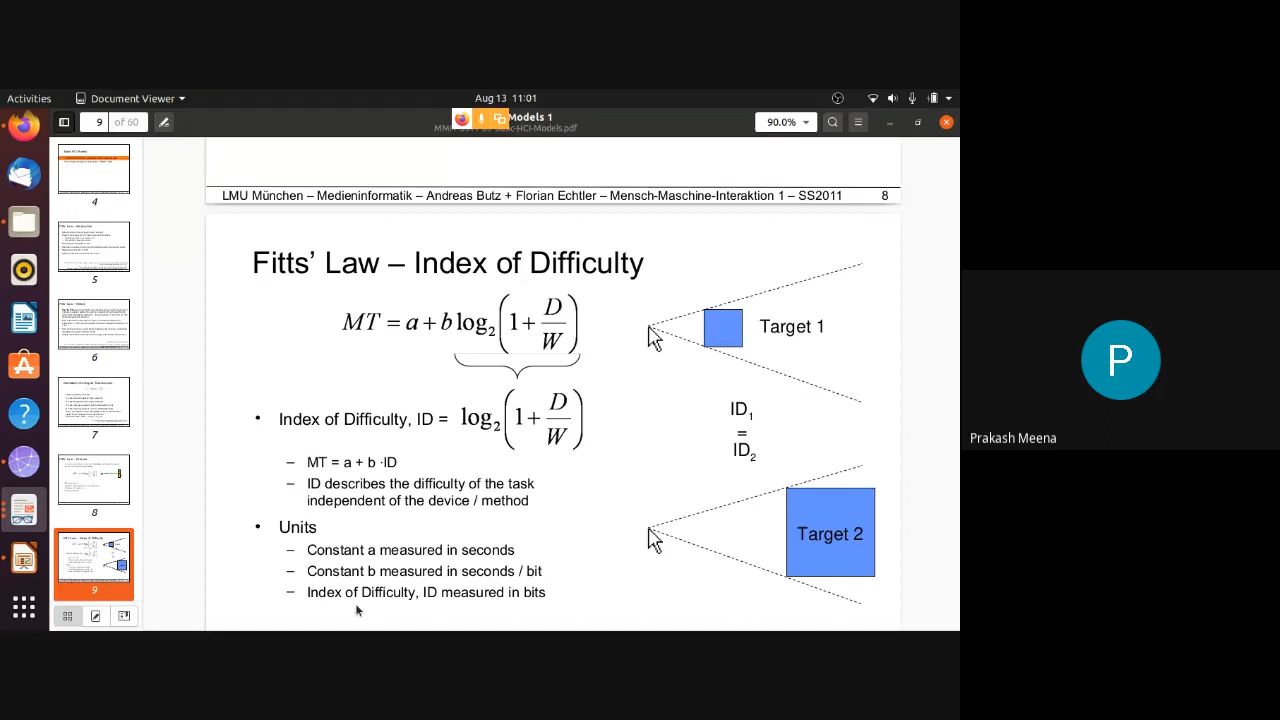 Activities
Document Viewer
Aug 13 11:01
9 of 60
Models 1
90.0%
LMU München – Medieninformatik – Andreas Butz + Florian Echtler – Mensch-Maschine-Interaktion 1 – SS2011 8
Fitts' Law – Index of Difficulty
MT = a + b log₂(1 + D/W)
Target 1
• Index of Difficulty, ID = log₂(1 + D/W)
ID₁
=
ID₂
– MT = a + b ·ID
– ID describes the difficulty of the task
independent of the device / method
• Units
– Constant a measured in seconds
– Constant b measured in seconds / bit
– Index of Difficulty, ID measured in bits
Target 2
4
5
6
7
8
9
P
Prakash Meena